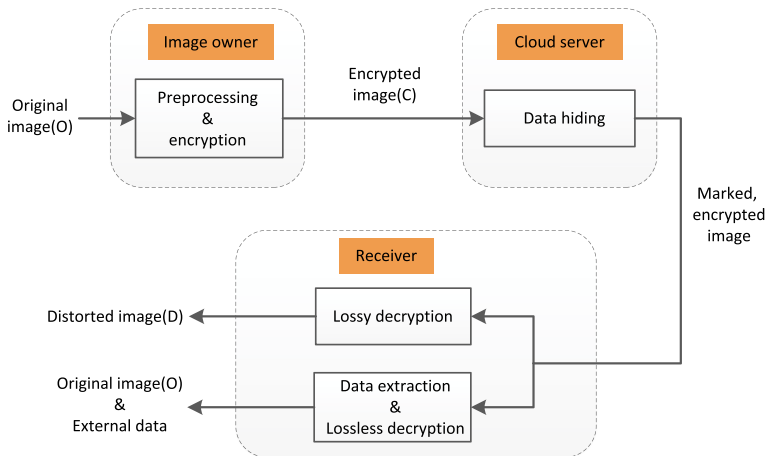 Image owner
Cloud server
Original
image(O)
Preprocessing
&
encryption
Encrypted
image(C)
Data hiding
Marked,
encrypted
image
Receiver
Distorted image(D)
Lossy decryption
Original image(O)
&
External data
Data extraction
&
Lossless decryption